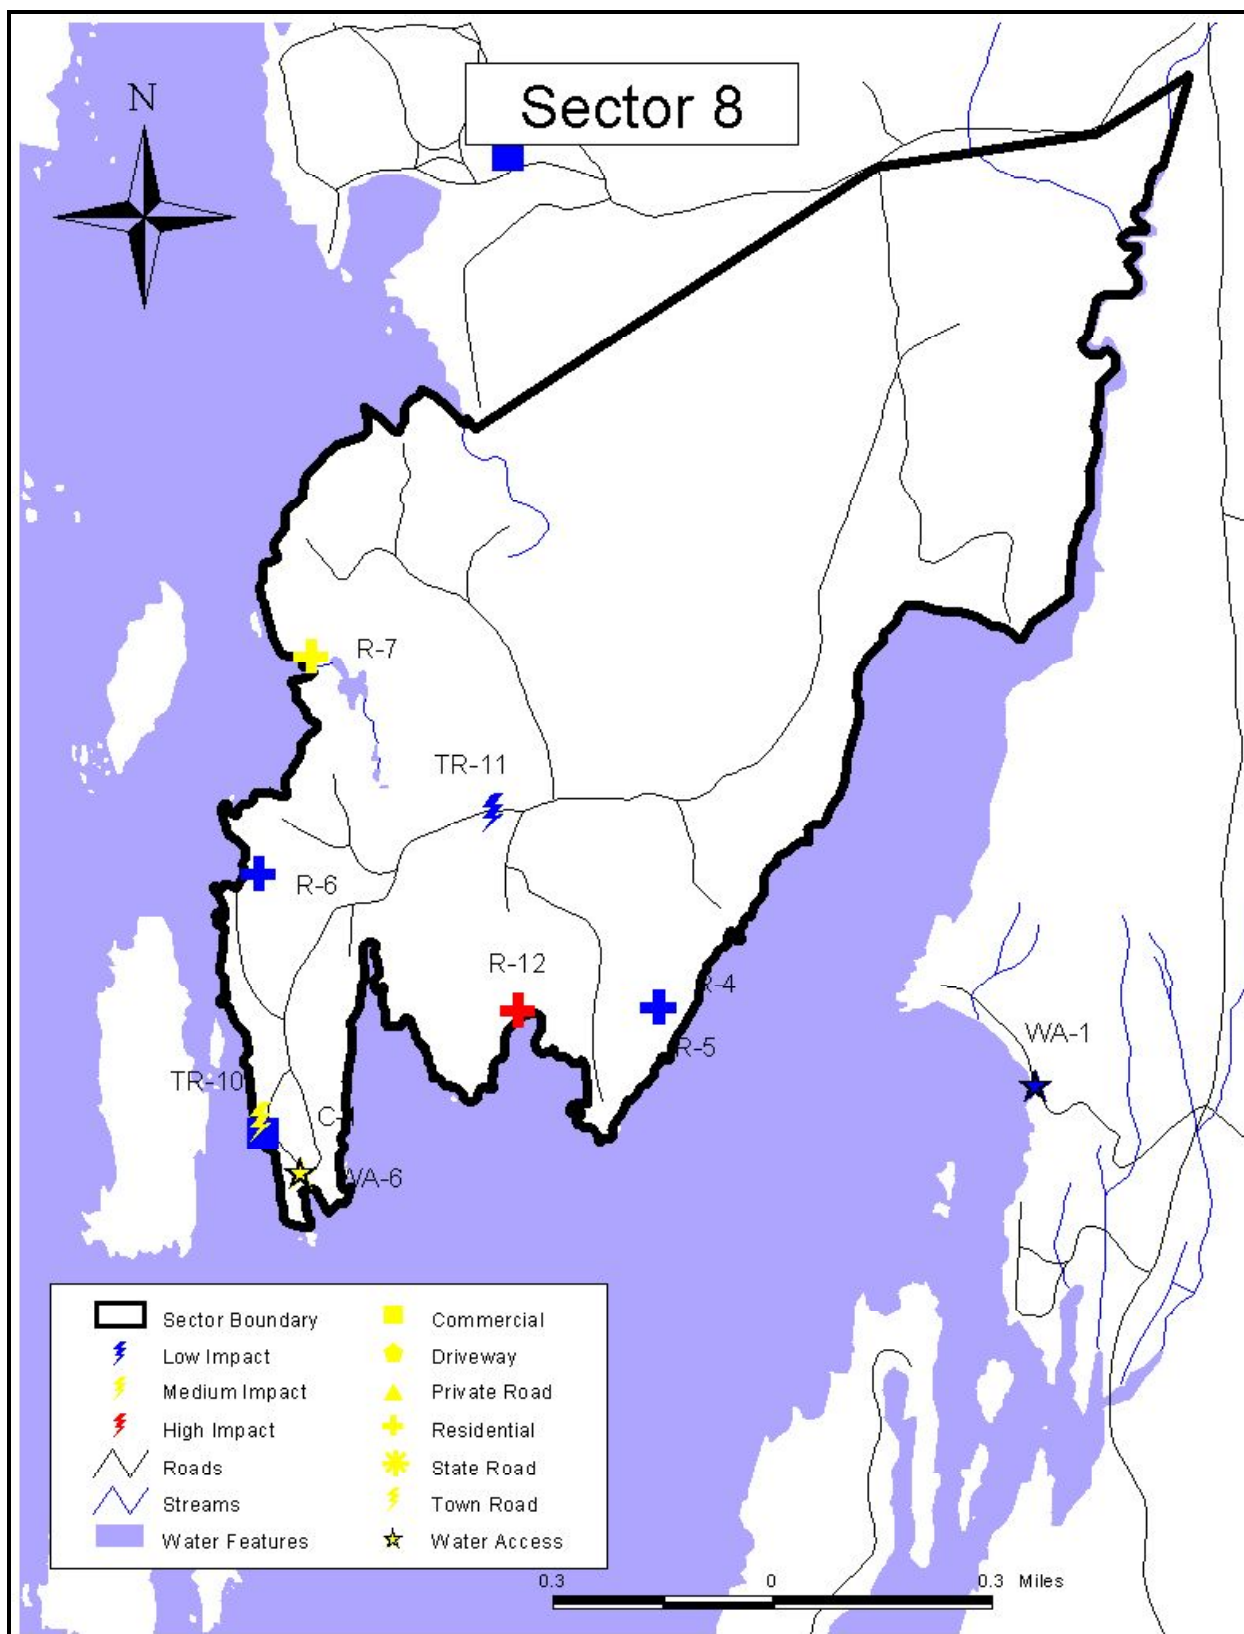 Sector 8
N
R-7
TR-11
R-6
R-12
R-4
R-5
WA-1
TR-10
C-1
WA-6
Sector Boundary
Low Impact
Medium Impact
High Impact
Roads
Streams
Water Features
Commercial
Driveway
Private Road
Residential
State Road
Town Road
Water Access
0.3 0 0.3 Miles